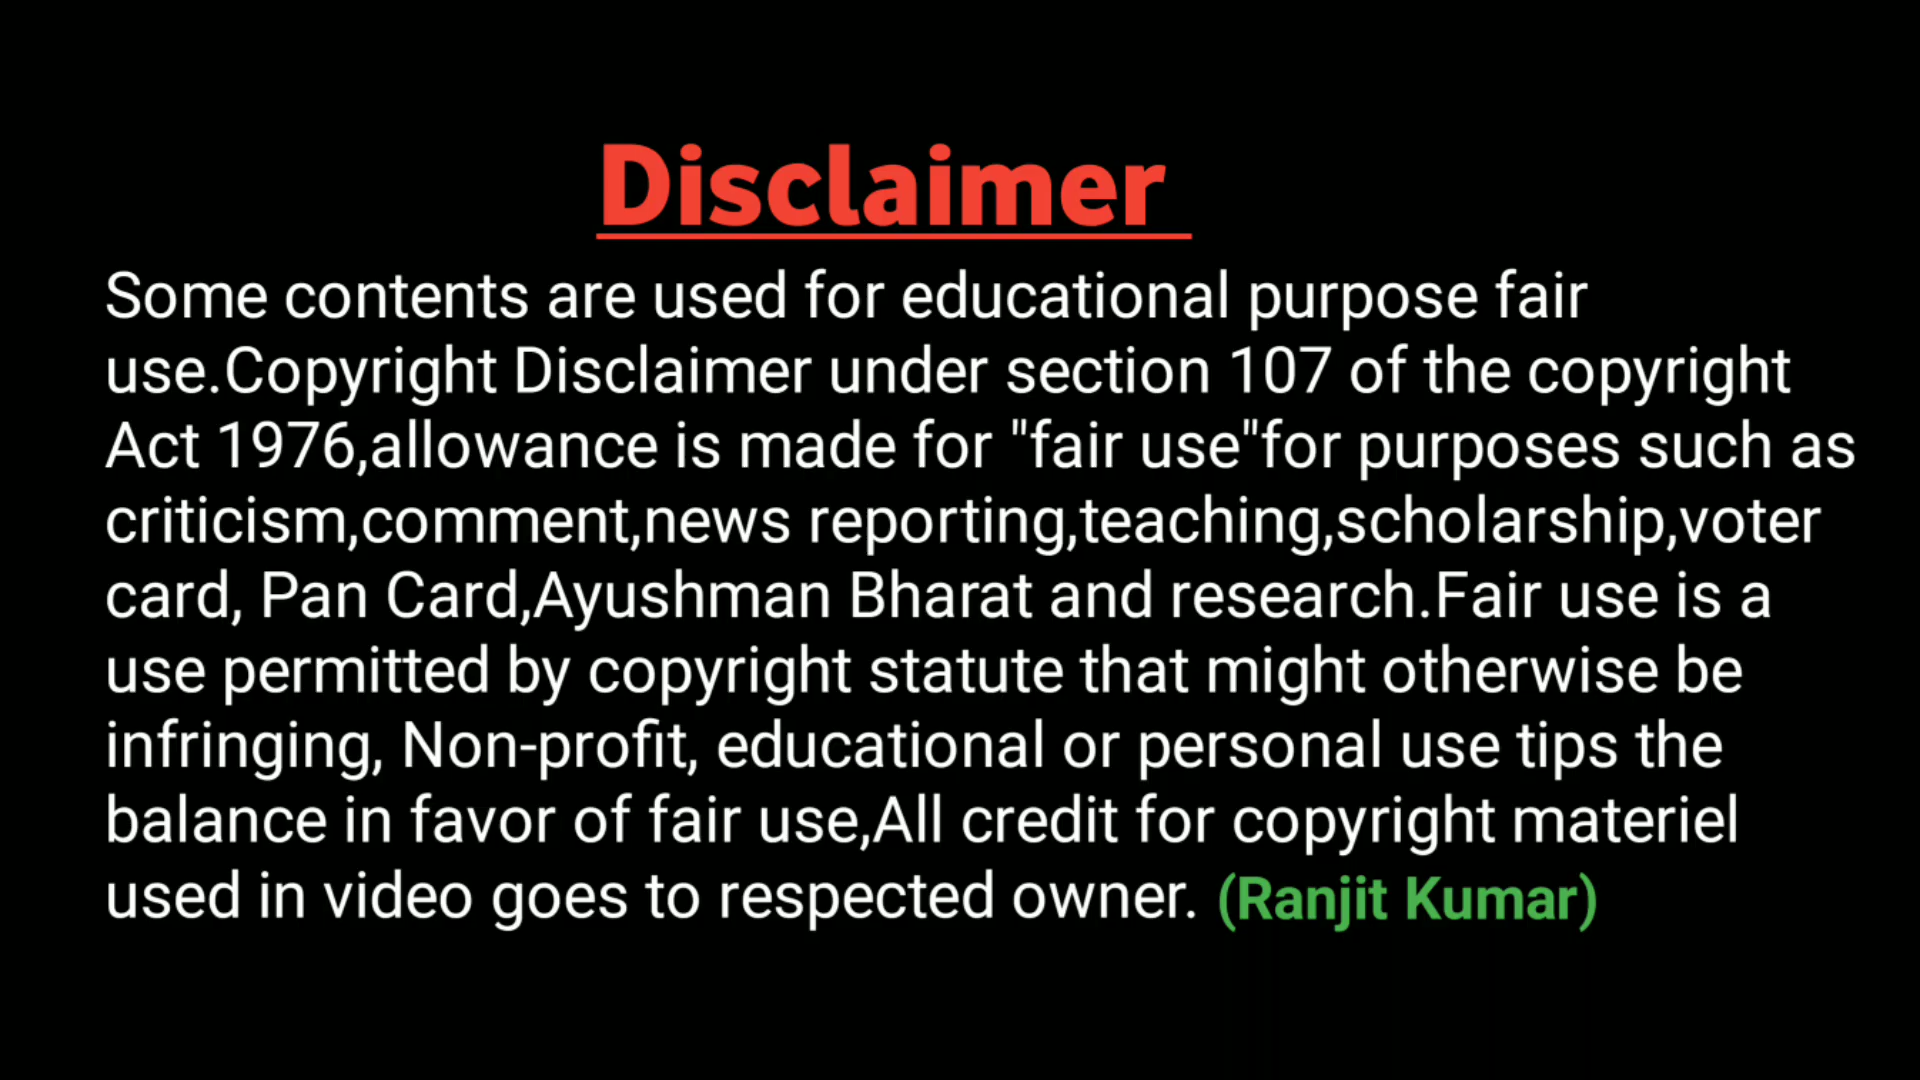 Disclaimer
Some contents are used for educational purpose fair
use.Copyright Disclaimer under section 107 of the copyright
Act 1976,allowance is made for "fair use"for purposes such as
criticism,comment,news reporting,teaching,scholarship,voter
card, Pan Card,Ayushman Bharat and research.Fair use is a
use permitted by copyright statute that might otherwise be
infringing, Non-profit, educational or personal use tips the
balance in favor of fair use,All credit for copyright materiel
used in video goes to respected owner. (Ranjit Kumar)